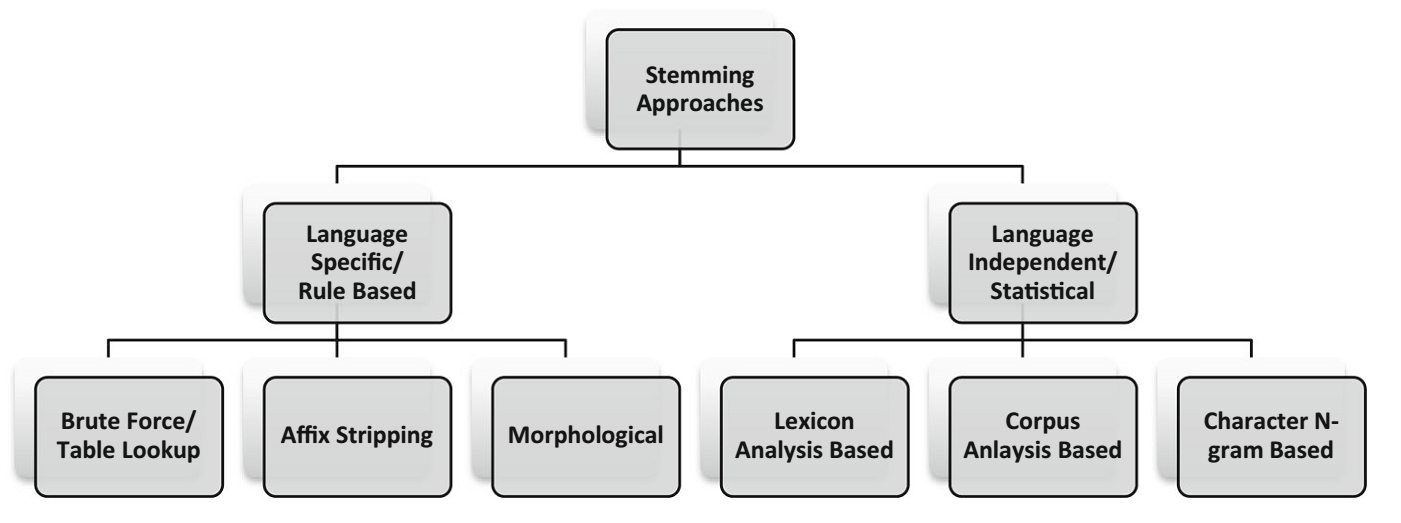 Stemming
Approaches
Language
Specific/
Rule Based
Language
Independent/
Statistical
Brute Force/
Table Lookup
Affix Stripping
Morphological
Lexicon
Analysis Based
Corpus
Anlaysis Based
Character N-
gram Based